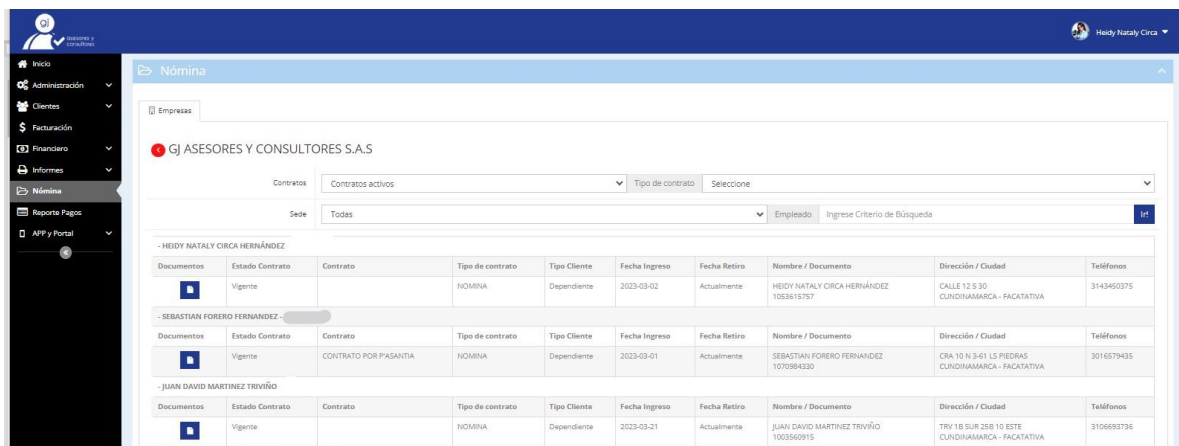 gj
asesores y
consultores
Heidy Nataly Circa
Inicio
Administración
Clientes
Facturación
Financiero
Informes
Nómina
Reporte Pagos
APP y Portal
Nómina
Empresas
GJ ASESORES Y CONSULTORES S.A.S
Contratos Contratos activos Tipo de contrato Seleccione
Sede Todas Empleado Ingrese Criterio de Búsqueda Ir!
- HEIDY NATALY CIRCA HERNÁNDEZ
Documentos Estado Contrato Contrato Tipo de contrato Tipo Cliente Fecha Ingreso Fecha Retiro Nombre / Documento Dirección / Ciudad Teléfonos
Vigente NOMINA Dependiente 2023-03-02 Actualmente HEIDY NATALY CIRCA HERNÁNDEZ CALLE 12 5 30 3143450375
1053615757 CUNDINAMARCA - FACATATIVA
- SEBASTIAN FORERO FERNANDEZ -
Documentos Estado Contrato Contrato Tipo de contrato Tipo Cliente Fecha Ingreso Fecha Retiro Nombre / Documento Dirección / Ciudad Teléfonos
Vigente CONTRATO POR P'ASANTIA NOMINA Dependiente 2023-03-01 Actualmente SEBASTIAN FORERO FERNANDEZ CRA 10 N 3-61 LS PIEDRAS 3016579435
1070984330 CUNDINAMARCA - FACATATIVA
- JUAN DAVID MARTINEZ TRIVIÑO
Documentos Estado Contrato Contrato Tipo de contrato Tipo Cliente Fecha Ingreso Fecha Retiro Nombre / Documento Dirección / Ciudad Teléfonos
Vigente NOMINA Dependiente 2023-03-21 Actualmente JUAN DAVID MARTINEZ TRIVIÑO TRV 1B SUR 25B 10 ESTE 3106693736
1003560915 CUNDINAMARCA - FACATATIVA